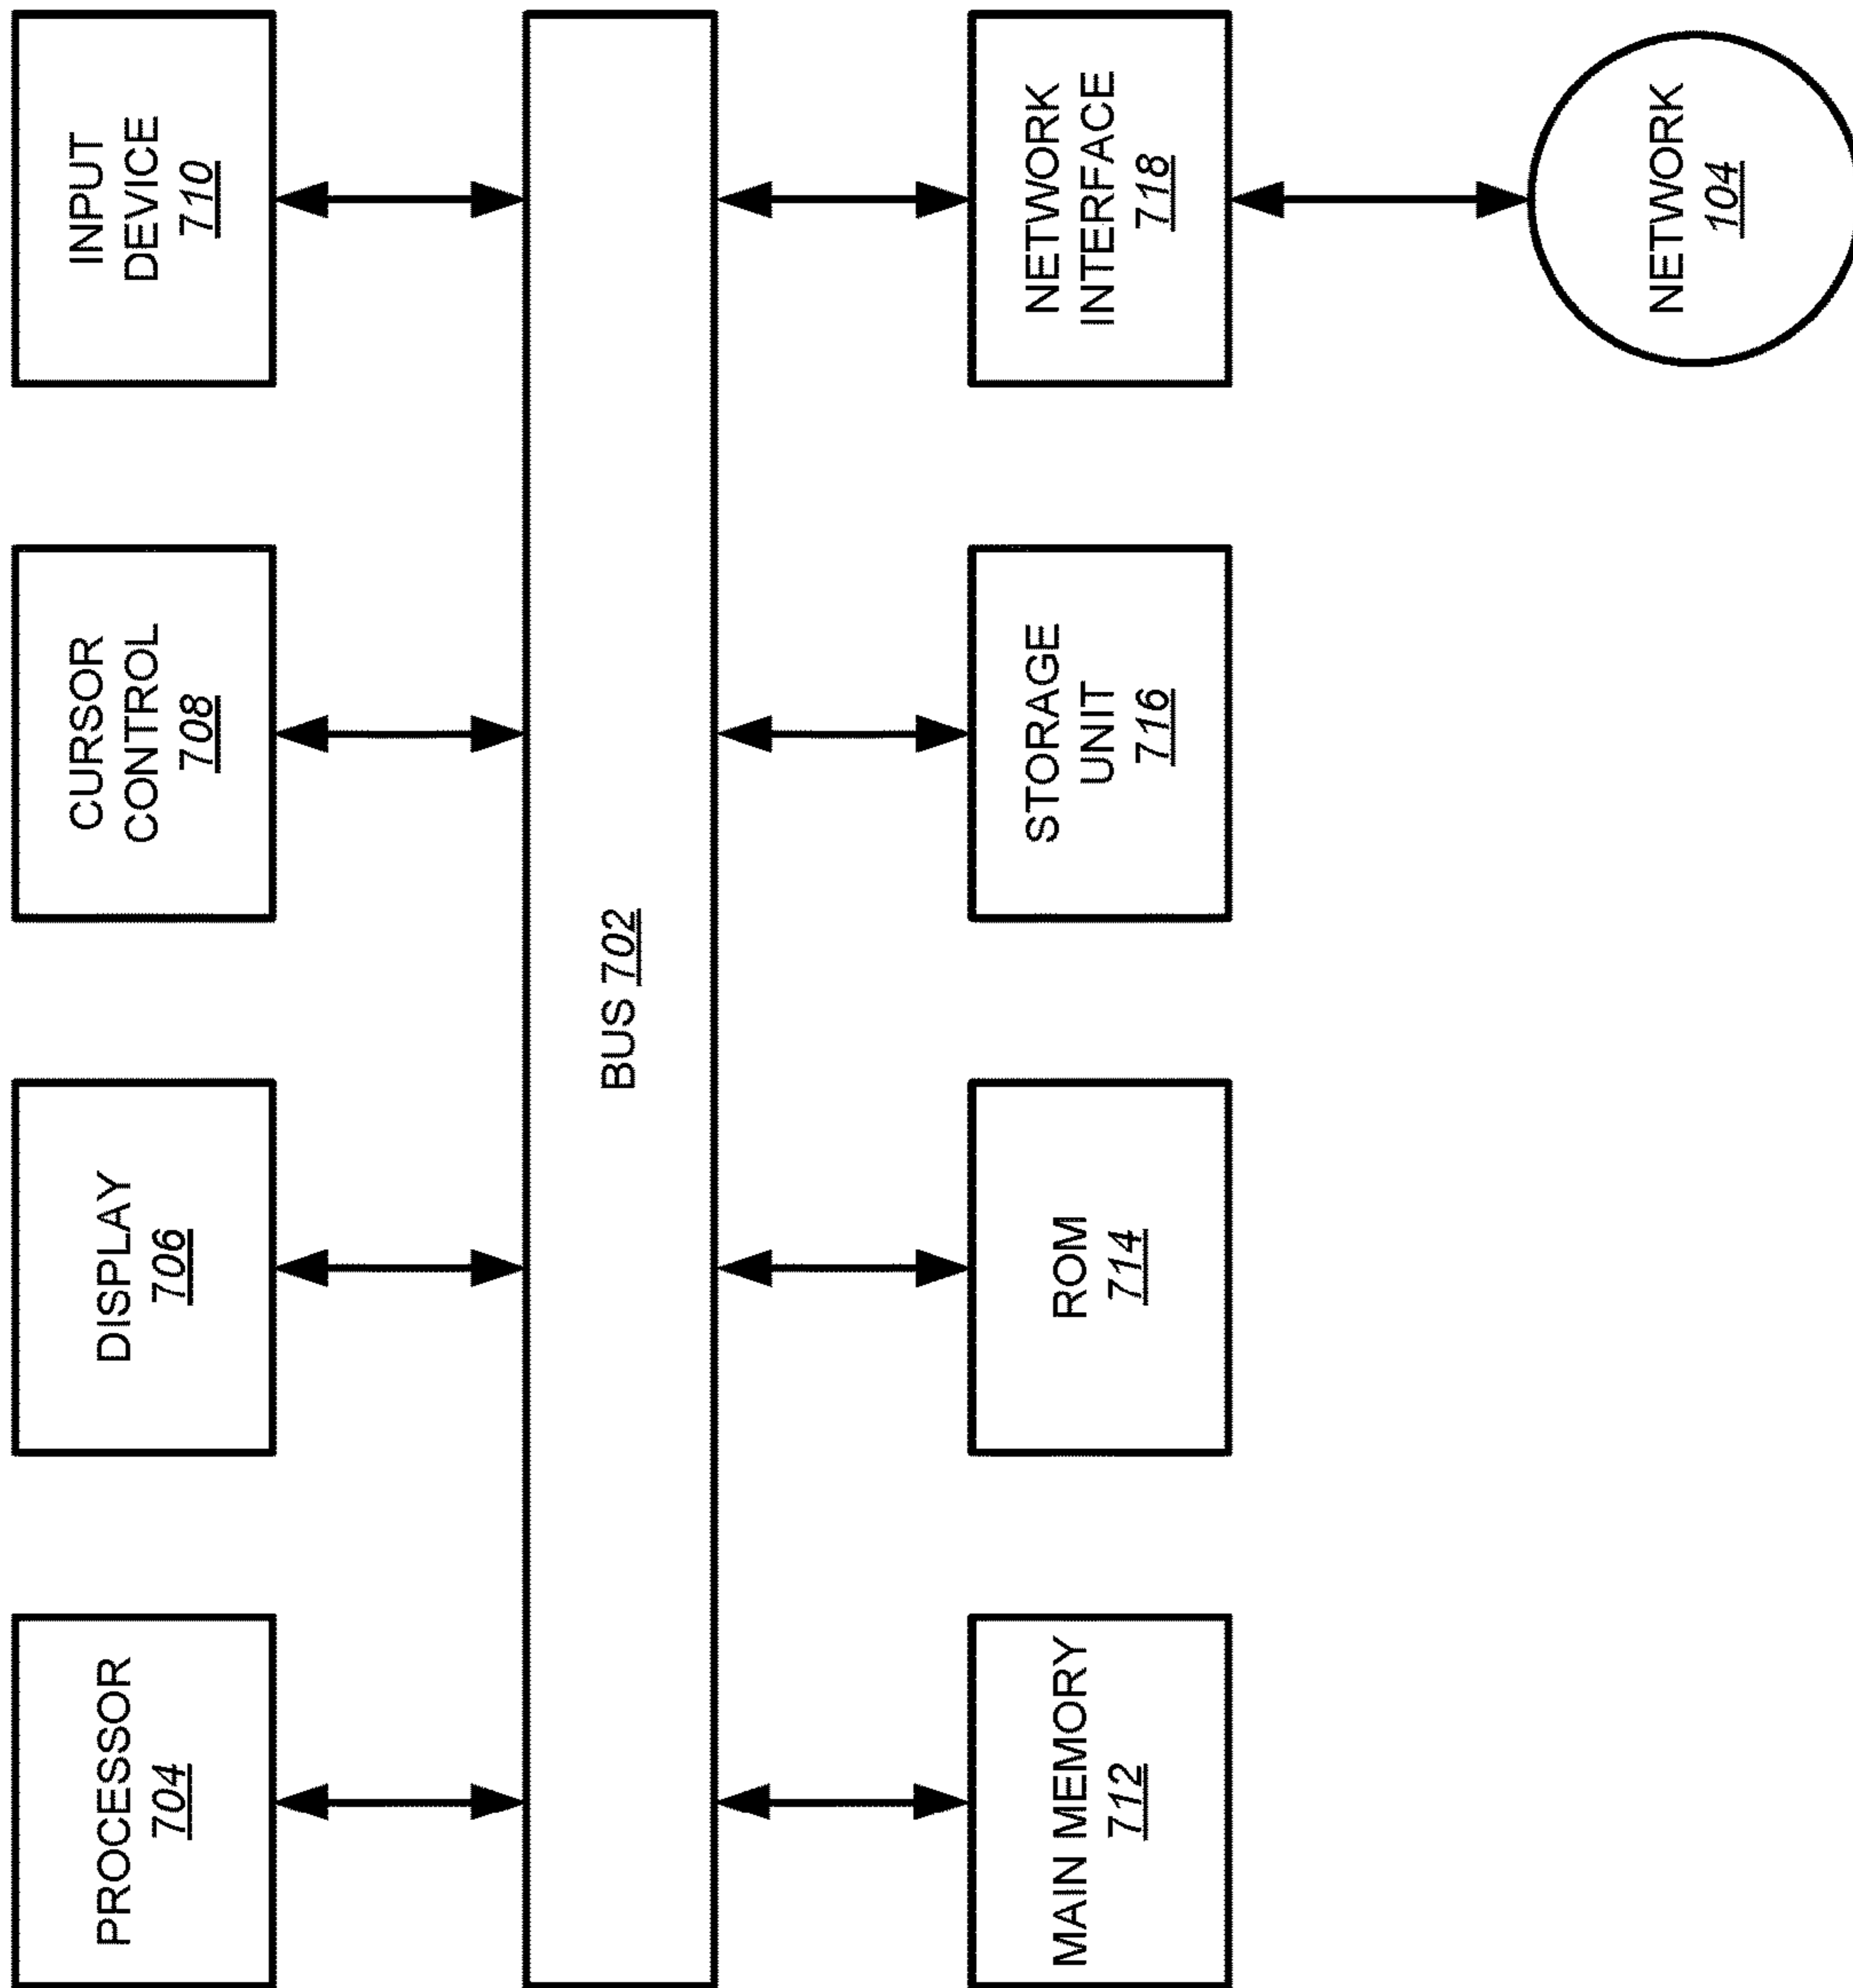 PROCESSOR
704
DISPLAY
706
CURSOR
CONTROL
708
INPUT
DEVICE
710
BUS 702
MAIN MEMORY
712
ROM
714
STORAGE
UNIT
716
NETWORK
INTERFACE
718
NETWORK
104